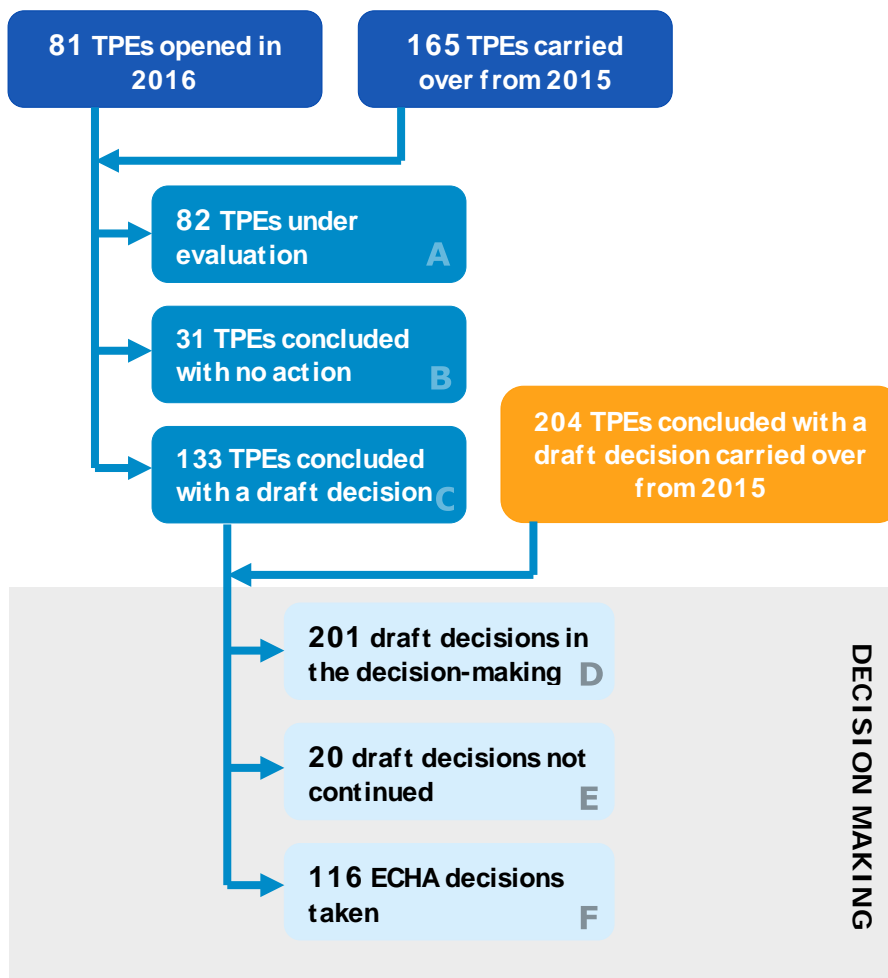 81 TPEs opened in
2016
165 TPEs carried
over from 2015
82 TPEs under
evaluation
A
31 TPEs concluded
with no action
B
133 TPEs concluded
with a draft decision
C
204 TPEs concluded with a
draft decision carried over
from 2015
201 draft decisions in
the decision-making
D
20 draft decisions not
continued
E
116 ECHA decisions
taken
F
DECISION MAKING